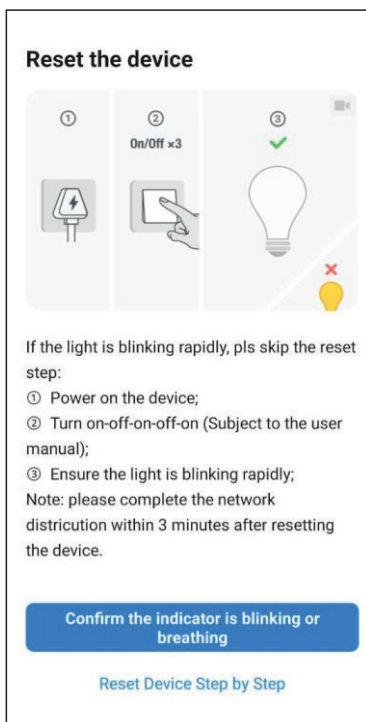 Reset the device
① ② ③
On/Off ×3
If the light is blinking rapidly, pls skip the reset
step:
① Power on the device;
② Turn on-off-on-off-on (Subject to the user
manual);
③ Ensure the light is blinking rapidly;
Note: please complete the network
districution within 3 minutes after resetting
the device.
Confirm the indicator is blinking or
breathing
Reset Device Step by Step